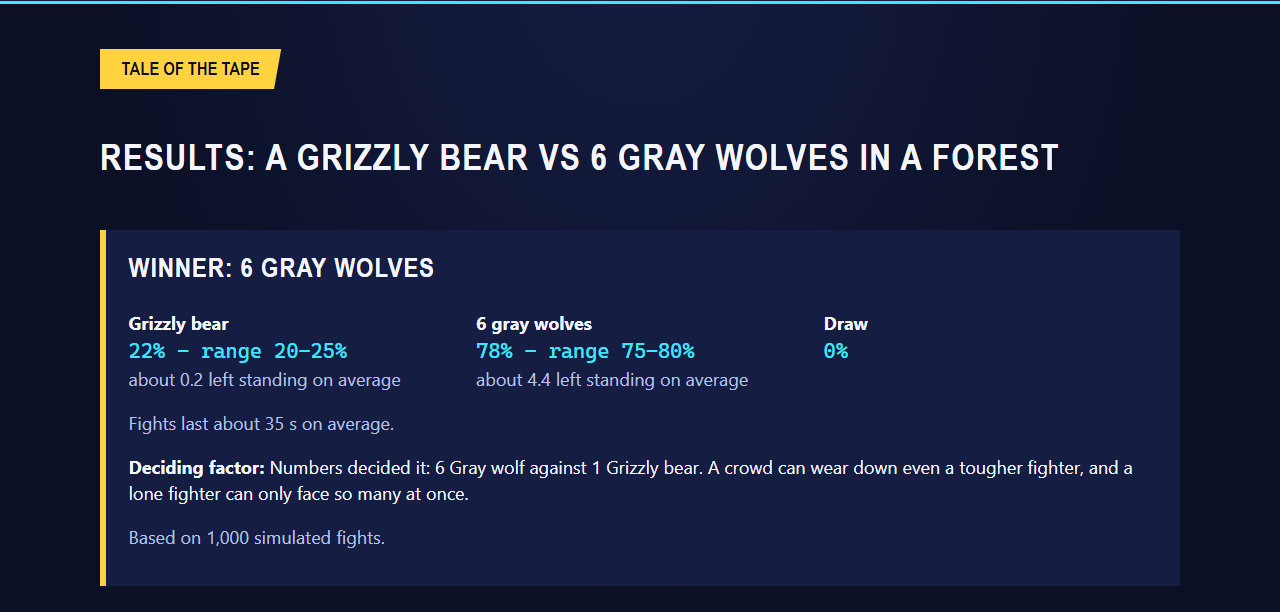 TALE OF THE TAPE
RESULTS: A GRIZZLY BEAR VS 6 GRAY WOLVES IN A FOREST
WINNER: 6 GRAY WOLVES
Grizzly bear
22% – range 20–25%
about 0.2 left standing on average
6 gray wolves
78% – range 75–80%
about 4.4 left standing on average
Draw
0%
Fights last about 35 s on average.
Deciding factor: Numbers decided it: 6 Gray wolf against 1 Grizzly bear. A crowd can wear down even a tougher fighter, and a
lone fighter can only face so many at once.
Based on 1,000 simulated fights.